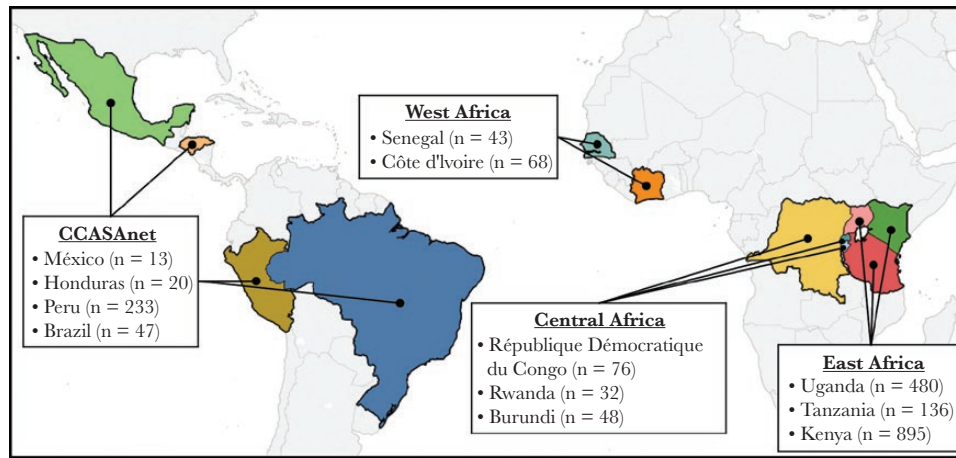 West Africa
• Senegal (n = 43)
• Côte d'Ivoire (n = 68)
CCASAnet
• México (n = 13)
• Honduras (n = 20)
• Peru (n = 233)
• Brazil (n = 47)
Central Africa
• République Démocratique
du Congo (n = 76)
• Rwanda (n = 32)
• Burundi (n = 48)
East Africa
• Uganda (n = 480)
• Tanzania (n = 136)
• Kenya (n = 895)